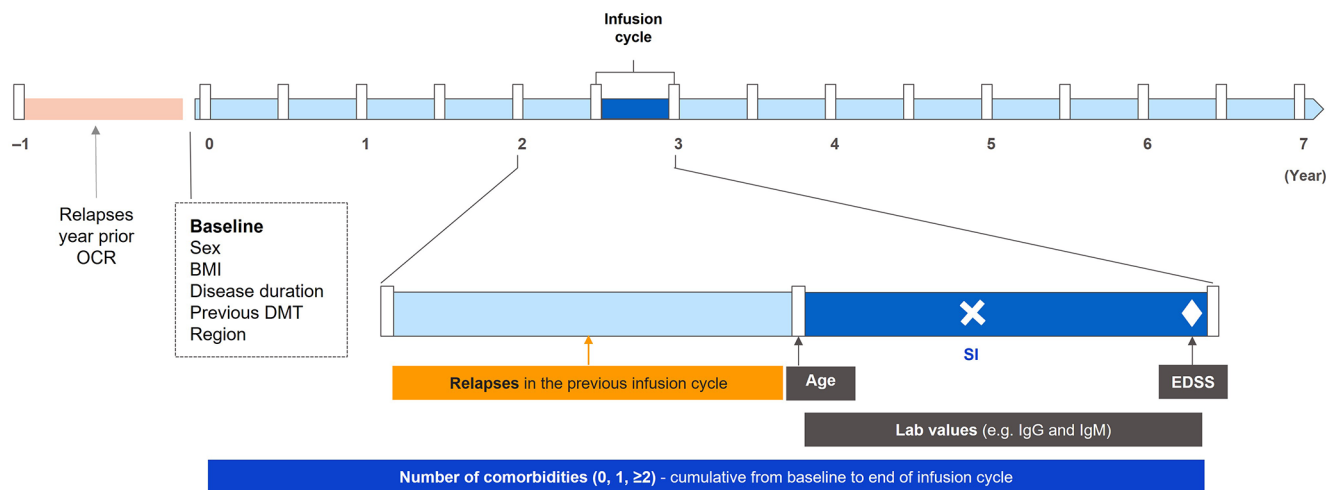 Infusion
cycle
–1
0
1
2
3
4
5
6
7
(Year)
Relapses
year prior
OCR
Baseline
Sex
BMI
Disease duration
Previous DMT
Region
SI
Relapses in the previous infusion cycle
Age
EDSS
Lab values (e.g. IgG and IgM)
Number of comorbidities (0, 1, ≥2) - cumulative from baseline to end of infusion cycle